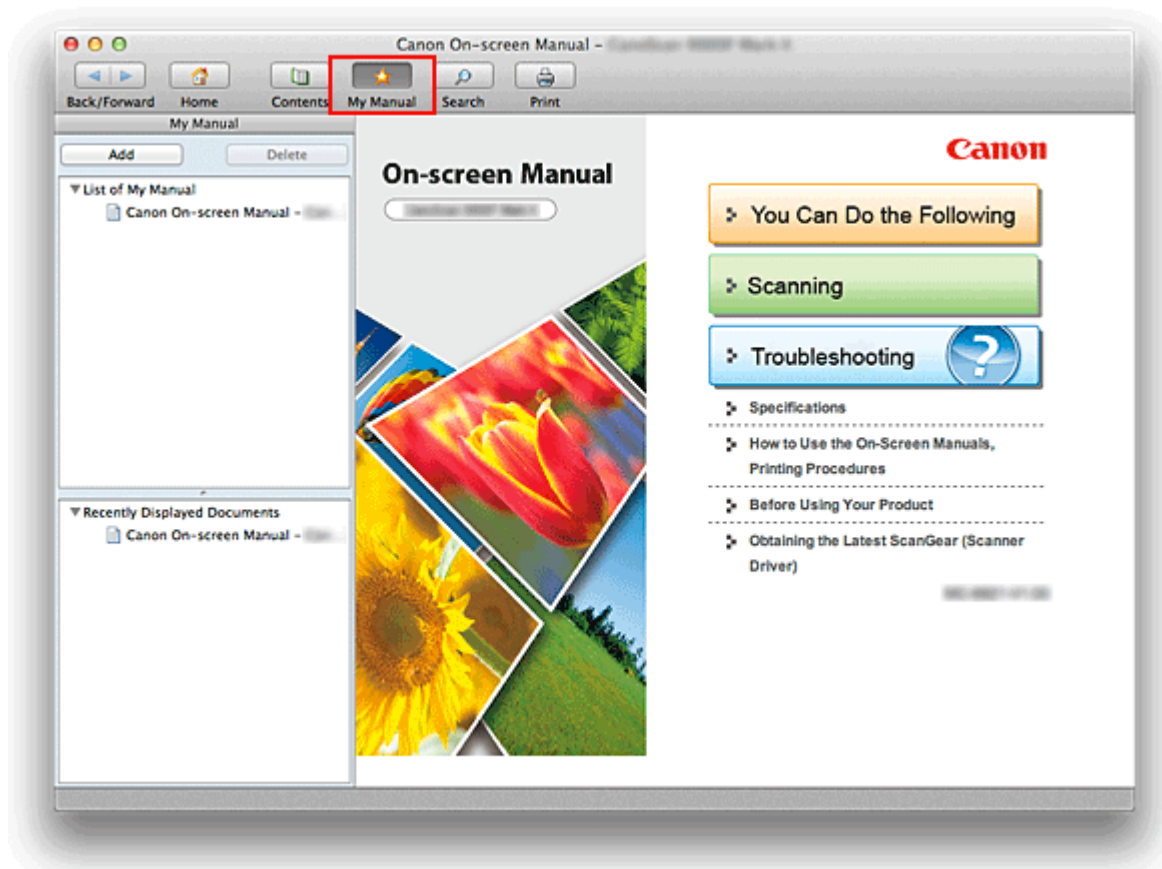 Canon On-screen Manual –
Back/Forward Home Contents My Manual Search Print
My Manual
Add Delete
List of My Manual
Canon On-screen Manual –
Recently Displayed Documents
Canon On-screen Manual –
On-screen Manual
Canon
You Can Do the Following
Scanning
Troubleshooting ?
Specifications
How to Use the On-Screen Manuals,
Printing Procedures
Before Using Your Product
Obtaining the Latest ScanGear (Scanner
Driver)